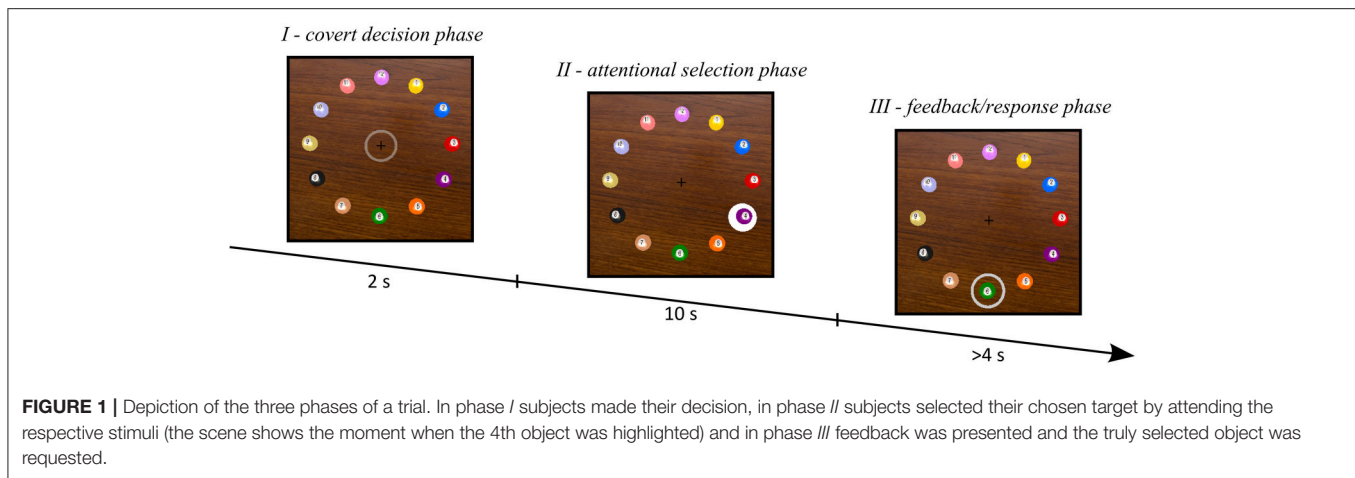 I - covert decision phase
II - attentional selection phase
III - feedback/response phase
2 s
10 s
>4 s
FIGURE 1 | Depiction of the three phases of a trial. In phase I subjects made their decision, in phase II subjects selected their chosen target by attending the
respective stimuli (the scene shows the moment when the 4th object was highlighted) and in phase III feedback was presented and the truly selected object was
requested.